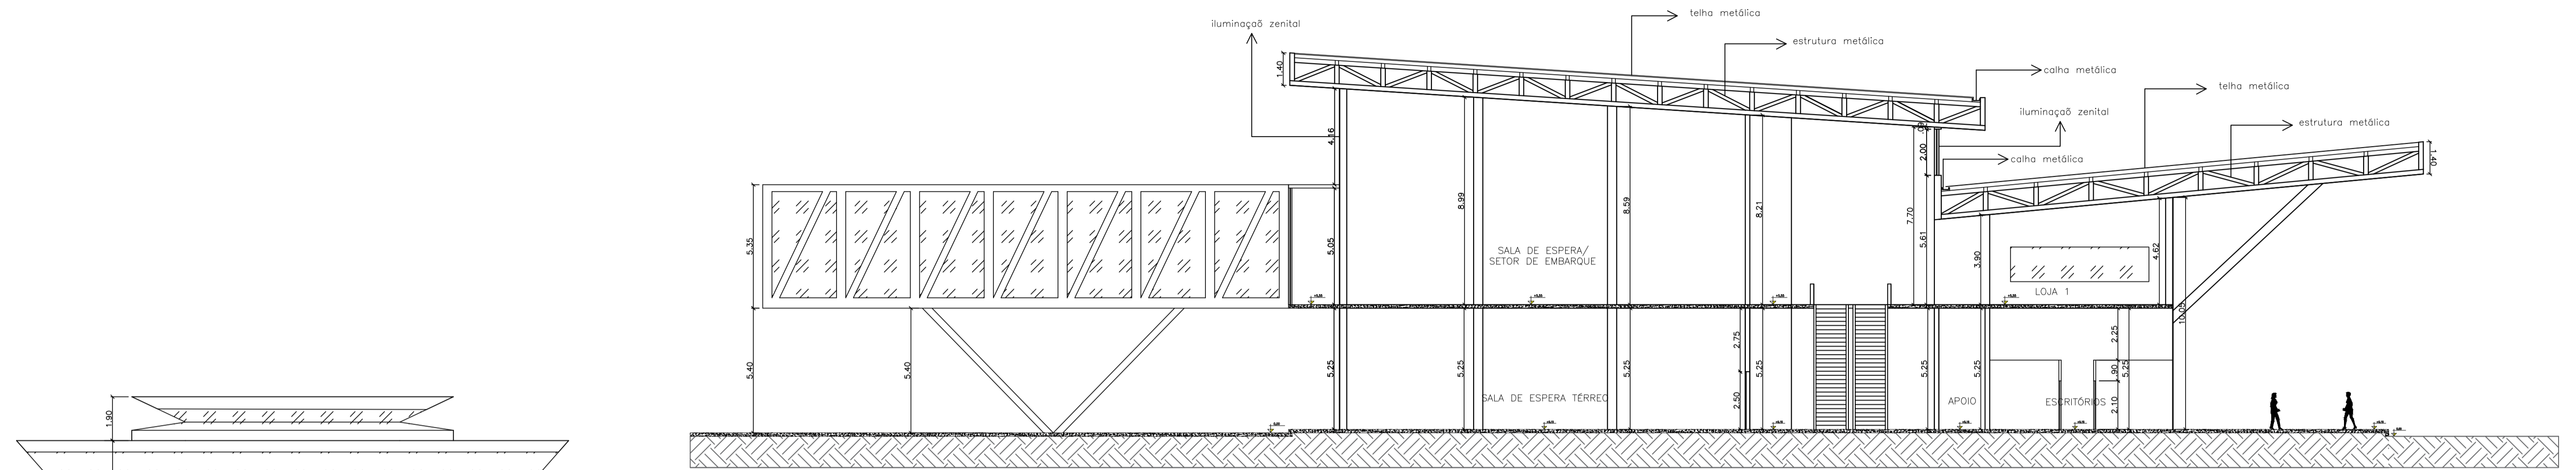 iluminaçaõ zenital
telha metálica
estrutura metálica
calha metálica
telha metálica
iluminaçaõ zenital
estrutura metálica
calha metálica
1.40
1.40
4.16
2.00
8.99
8.59
8.21
7.70
5.61
5.35
5.05
3.90
4.62
SALA DE ESPERA/
SETOR DE EMBARQUE
LOJA 1
10.05
5.40
5.40
5.25
5.25
5.25
2.75
2.50
5.25
5.25
5.25
2.25
.90
2.10
5.25
SALA DE ESPERA TÉRREO
APOIO
ESCRITÓRIOS
1.90